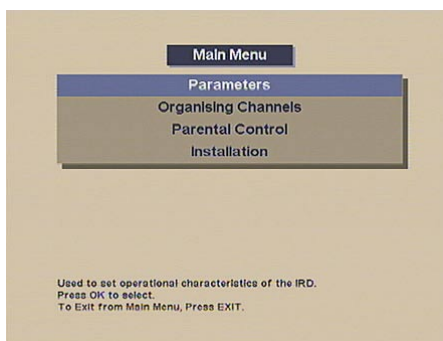 Main Menu
Parameters
Organising Channels
Parental Control
Installation
Used to set operational characteristics of the IRD.
Press OK to select.
To Exit from Main Menu, Press EXIT.